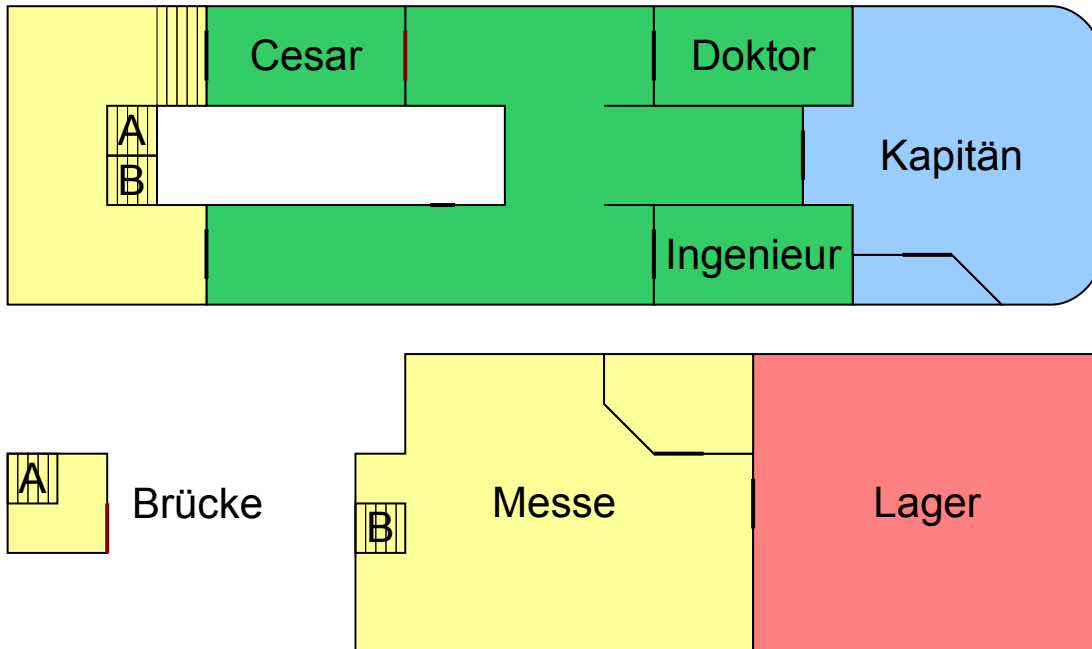 Cesar
Doktor
A
Kapitän
B
Ingenieur
A
Brücke
Messe
Lager
B